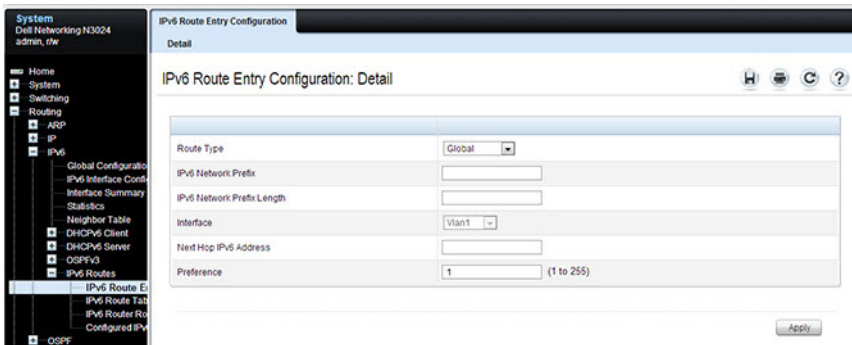 System
Dell Networking N3024
admin, r/w
Home
System
Switching
Routing
ARP
IP
IPv6
Global Configuratio
IPv6 Interface Confi
Interface Summary
Statistics
Neighbor Table
DHCPv6 Client
DHCPv6 Server
OSPFv3
IPv6 Routes
IPv6 Route E
IPv6 Route Tab
IPv6 Router Ro
Configured IPv
OSPF
IPv6 Route Entry Configuration
Detail
IPv6 Route Entry Configuration: Detail
Route Type Global
IPv6 Network Prefix
IPv6 Network Prefix Length
Interface Vlan1
Next Hop IPv6 Address
Preference 1 (1 to 255)
Apply